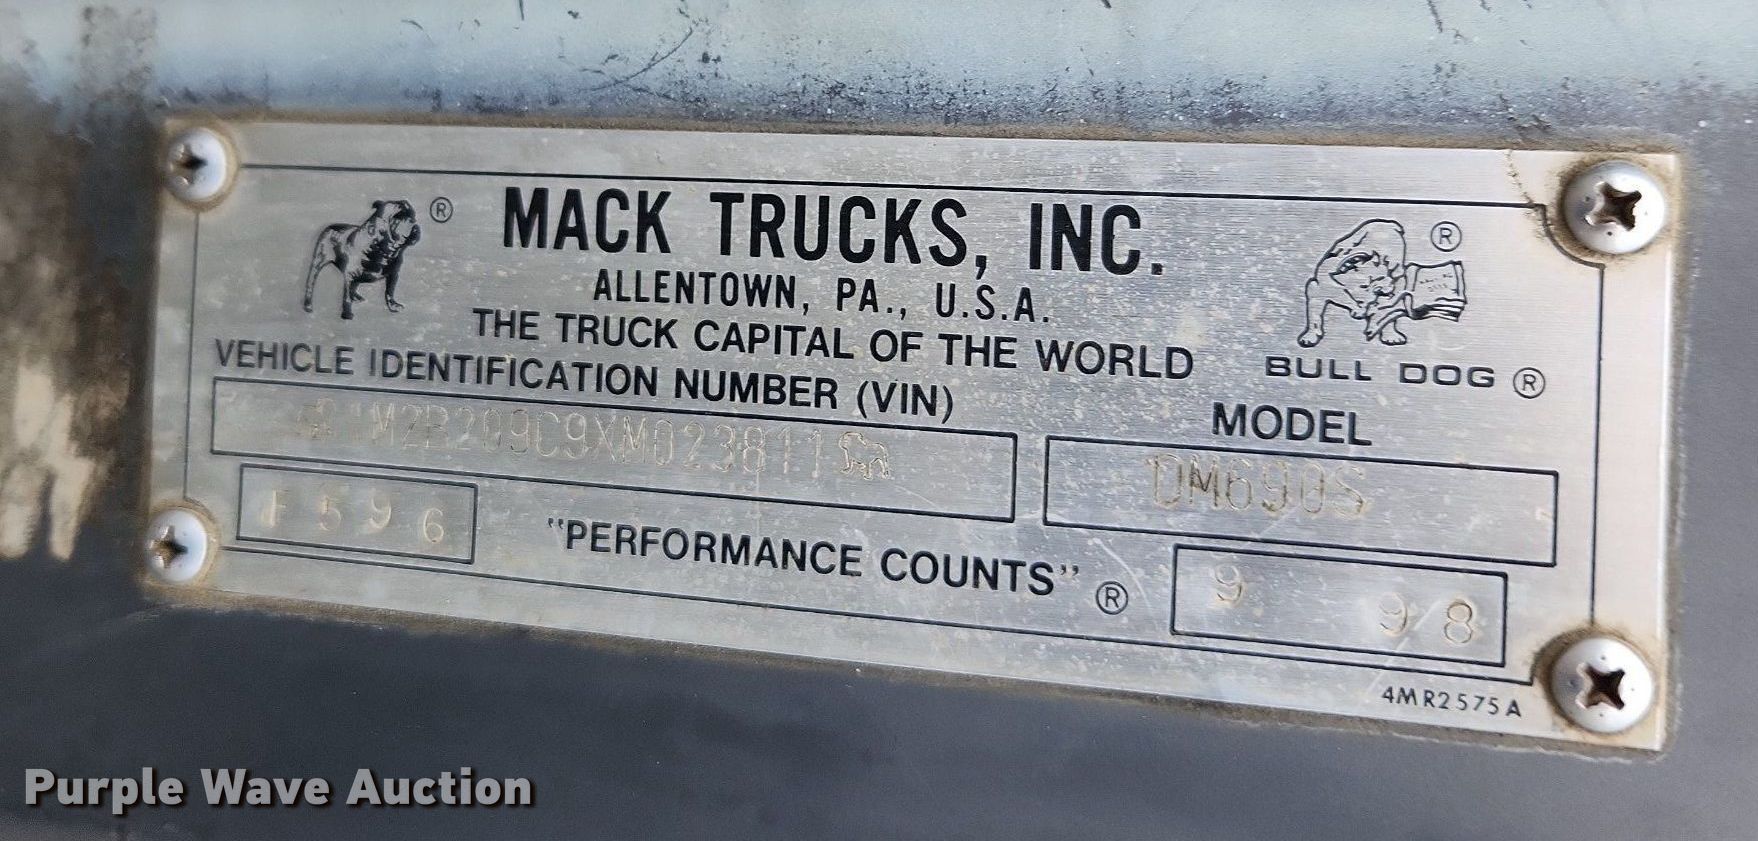 ® MACK TRUCKS, INC. ®
ALLENTOWN, PA., U.S.A.
THE TRUCK CAPITAL OF THE WORLD
BULL DOG ®
VEHICLE IDENTIFICATION NUMBER (VIN)
MODEL
1M2B209C9XM023811
DM690S
F596
"PERFORMANCE COUNTS" ®
9 98
4MR2575A
Purple Wave Auction